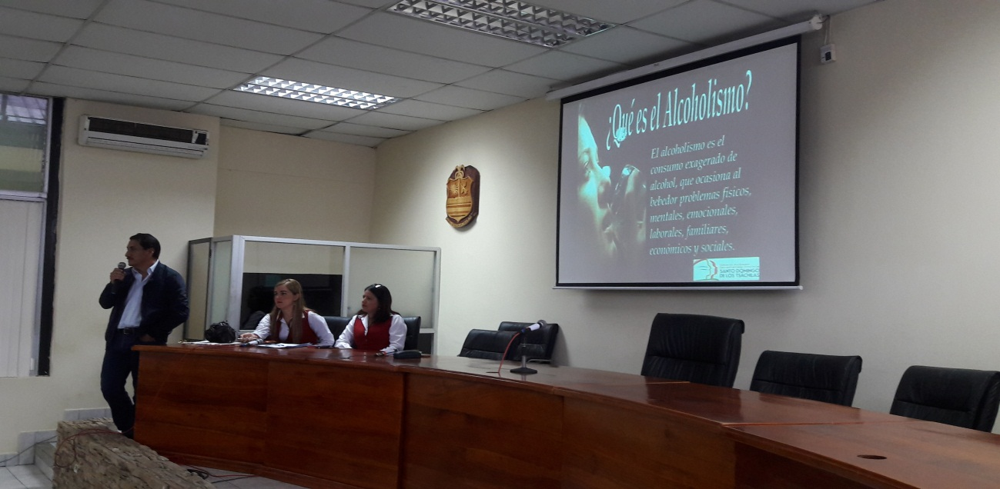 ¿Qué es el Alcoholismo?
El alcoholismo es el
consumo exagerado de
alcohol, que ocasiona al
bebedor problemas físicos,
mentales, emocionales,
laborales, familiares,
económicos y sociales.
SANTO DOMINGO
DE LOS TSÁCHILAS